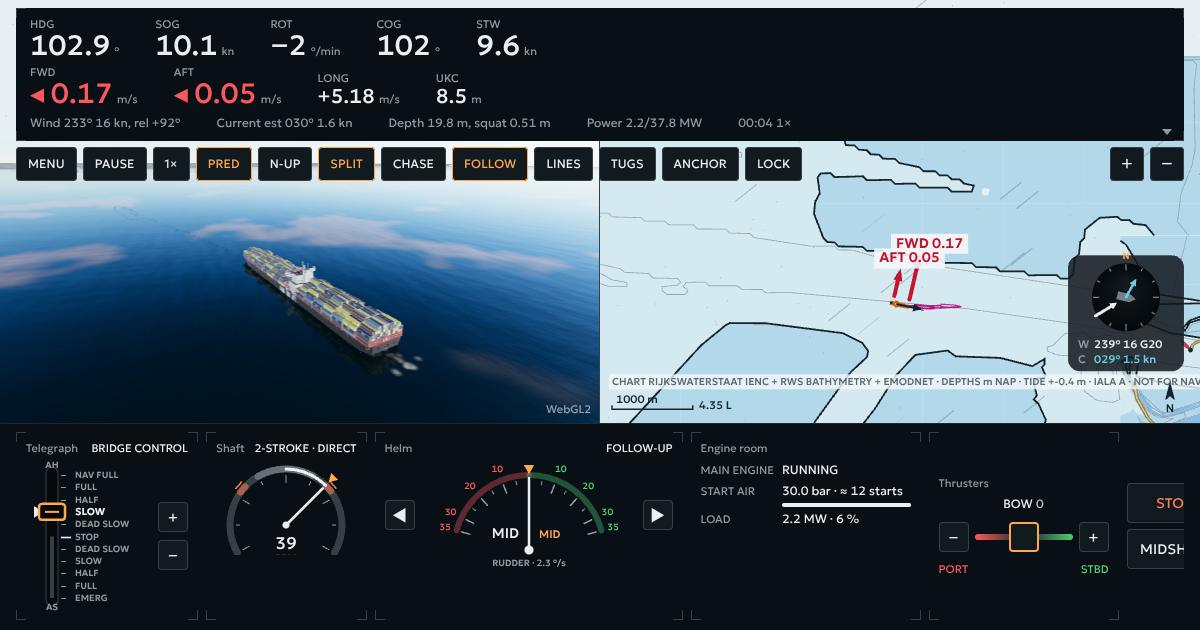 HDG SOG ROT COG STW
102.9 ° 10.1 kn −2 °/min 102 ° 9.6 kn
FWD AFT LONG UKC
◀ 0.17 m/s ◀ 0.05 m/s +5.18 m/s 8.5 m
Wind 233° 16 kn, rel +92° Current est 030° 1.6 kn Depth 19.8 m, squat 0.51 m Power 2.2/37.8 MW 00:04 1×
MENU PAUSE 1× PRED N-UP SPLIT CHASE FOLLOW LINES TUGS ANCHOR LOCK + −
FWD 0.17
AFT 0.05
N
W 239° 16 G20
C 029° 1.5 kn
CHART RIJKSWATERSTAAT IENC + RWS BATHYMETRY + EMODNET · DEPTHS m NAP · TIDE +-0.4 m · IALA A · NOT FOR NAV
1000 m 4.35 L
N
WebGL2
Telegraph BRIDGE CONTROL
AH
NAV FULL
FULL
HALF
SLOW
DEAD SLOW
STOP
DEAD SLOW
SLOW
HALF
FULL
EMERG
AS
+
−
Shaft 2-STROKE · DIRECT
39
Helm FOLLOW-UP
35 30 20 10 10 20 30 35
◀ ▶
MID MID
RUDDER · 2.3 °/s
Engine room
MAIN ENGINE RUNNING
START AIR 30.0 bar · ≈ 12 starts
LOAD 2.2 MW · 6 %
Thrusters
BOW 0
− +
PORT STBD
STO
MIDSH